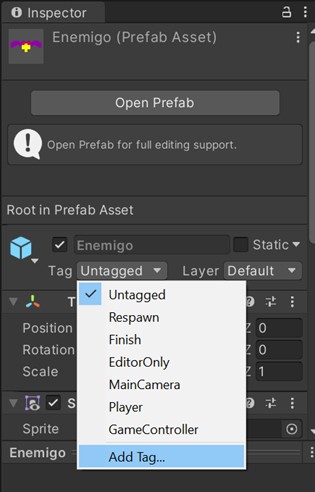 Inspector
Enemigo (Prefab Asset)
Open Prefab
Open Prefab for full editing support.
Root in Prefab Asset
Enemigo Static
Tag Untagged Layer Default
Untagged
Respawn
Finish
EditorOnly
MainCamera
Player
GameController
Add Tag...
T
Position Z 0
Rotation Z 0
Scale Z 1
S
Sprite
Enemigo